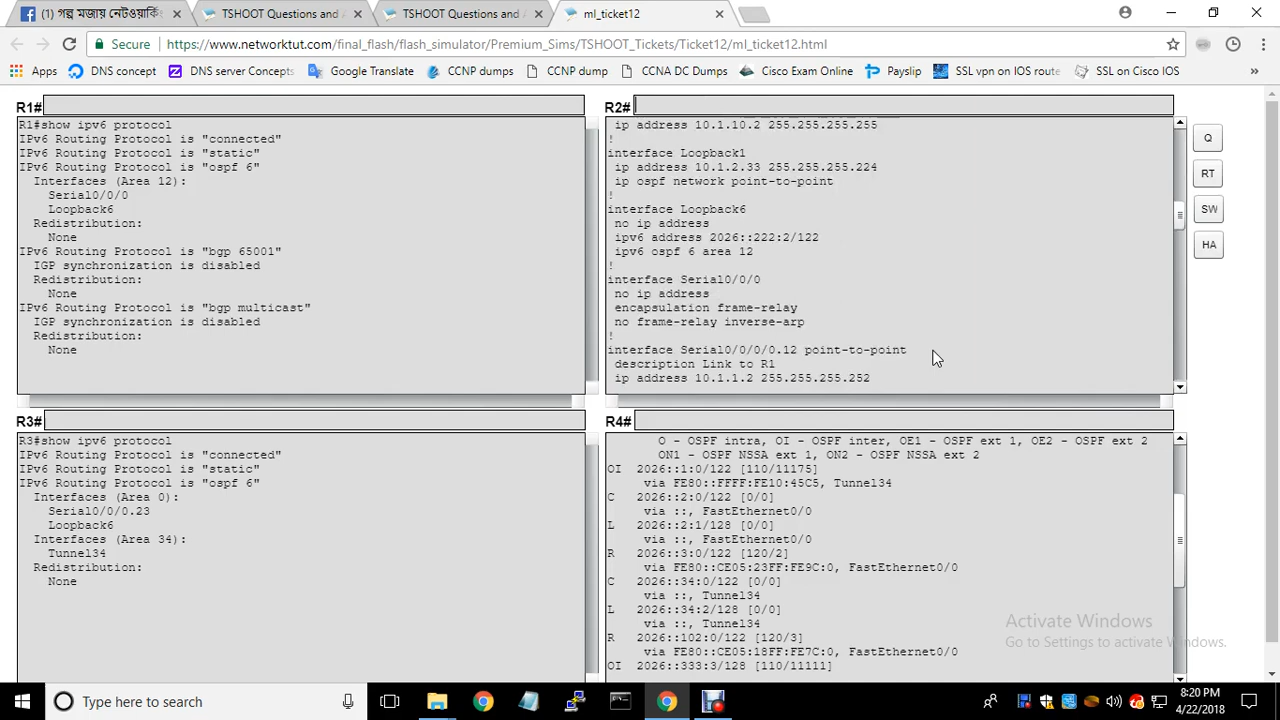 (1) গল্প মজায় নেটওয়ার্কিং
TSHOOT Questions and
TSHOOT Questions and
ml_ticket12
Secure
https://www.networktut.com/final_flash/flash_simulator/Premium_Sims/TSHOOT_Tickets/Ticket12/ml_ticket12.html
Apps
DNS concept
DNS server Concepts
Google Translate
CCNP dumps
CCNP dump
CCNA DC Dumps
Cisco Exam Online
Payslip
SSL vpn on IOS route
SSL on Cisco IOS
»
R1#
R1#show ipv6 protocol
IPv6 Routing Protocol is "connected"
IPv6 Routing Protocol is "static"
IPv6 Routing Protocol is "ospf 6"
Interfaces (Area 12):
Serial0/0/0
Loopback6
Redistribution:
None
IPv6 Routing Protocol is "bgp 65001"
IGP synchronization is disabled
Redistribution:
None
IPv6 Routing Protocol is "bgp multicast"
IGP synchronization is disabled
Redistribution:
None
R2#
ip address 10.1.10.2 255.255.255.255
!
interface Loopback1
ip address 10.1.2.33 255.255.255.224
ip ospf network point-to-point
!
interface Loopback6
no ip address
ipv6 address 2026::222:2/122
ipv6 ospf 6 area 12
!
interface Serial0/0/0
no ip address
encapsulation frame-relay
no frame-relay inverse-arp
!
interface Serial0/0/0/0.12 point-to-point
description Link to R1
ip address 10.1.1.2 255.255.255.252
Q
RT
SW
HA
R3#
R3#show ipv6 protocol
IPv6 Routing Protocol is "connected"
IPv6 Routing Protocol is "static"
IPv6 Routing Protocol is "ospf 6"
Interfaces (Area 0):
Serial0/0/0.23
Loopback6
Interfaces (Area 34):
Tunnel34
Redistribution:
None
R4#
O - OSPF intra, OI - OSPF inter, OE1 - OSPF ext 1, OE2 - OSPF ext 2
ON1 - OSPF NSSA ext 1, ON2 - OSPF NSSA ext 2
OI 2026::1:0/122 [110/11175]
via FE80::FFFF:FE10:45C5, Tunnel34
C 2026::2:0/122 [0/0]
via ::, FastEthernet0/0
L 2026::2:1/128 [0/0]
via ::, FastEthernet0/0
R 2026::3:0/122 [120/2]
via FE80::CE05:23FF:FE9C:0, FastEthernet0/0
C 2026::34:0/122 [0/0]
via ::, Tunnel34
L 2026::34:2/128 [0/0]
via ::, Tunnel34
R 2026::102:0/122 [120/3]
via FE80::CE05:18FF:FE7C:0, FastEthernet0/0
OI 2026::333:3/128 [110/11111]
Activate Windows
Go to Settings to activate Windows.
Type here to search
8:20 PM
4/22/2018